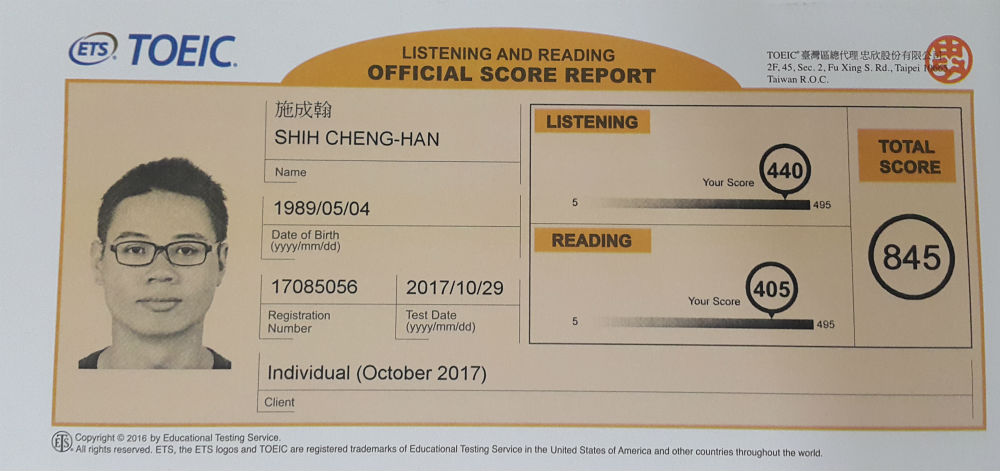 ETS TOEIC.
LISTENING AND READING
OFFICIAL SCORE REPORT
TOEIC® 臺灣區總代理 忠欣股份有限公司
2F, 45, Sec. 2, Fu Xing S. Rd., Taipei
Taiwan R.O.C.
施成翰
SHIH CHENG-HAN
Name
1989/05/04
Date of Birth
(yyyy/mm/dd)
17085056
Registration
Number
2017/10/29
Test Date
(yyyy/mm/dd)
Individual (October 2017)
Client
LISTENING
Your Score
440
5
495
READING
Your Score
405
5
495
TOTAL
SCORE
845
ETS Copyright © 2016 by Educational Testing Service.
All rights reserved. ETS, the ETS logos and TOEIC are registered trademarks of Educational Testing Service in the United States of America and other countries throughout the world.